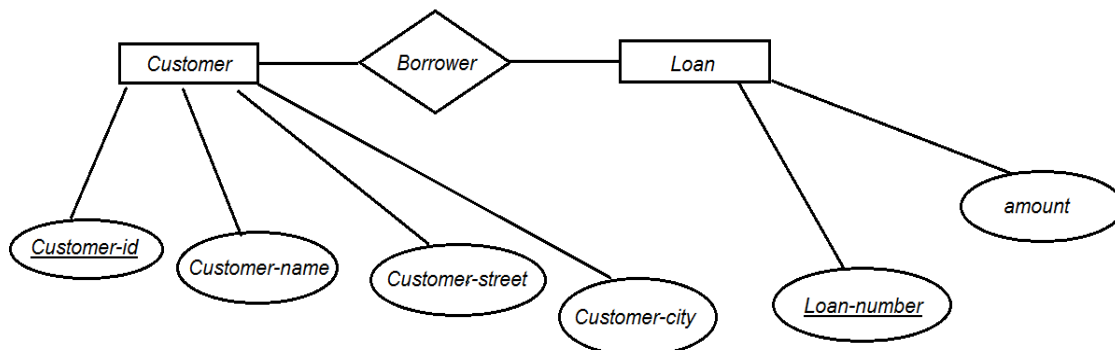 Customer
Borrower
Loan
Customer-id
Customer-name
Customer-street
Customer-city
Loan-number
amount